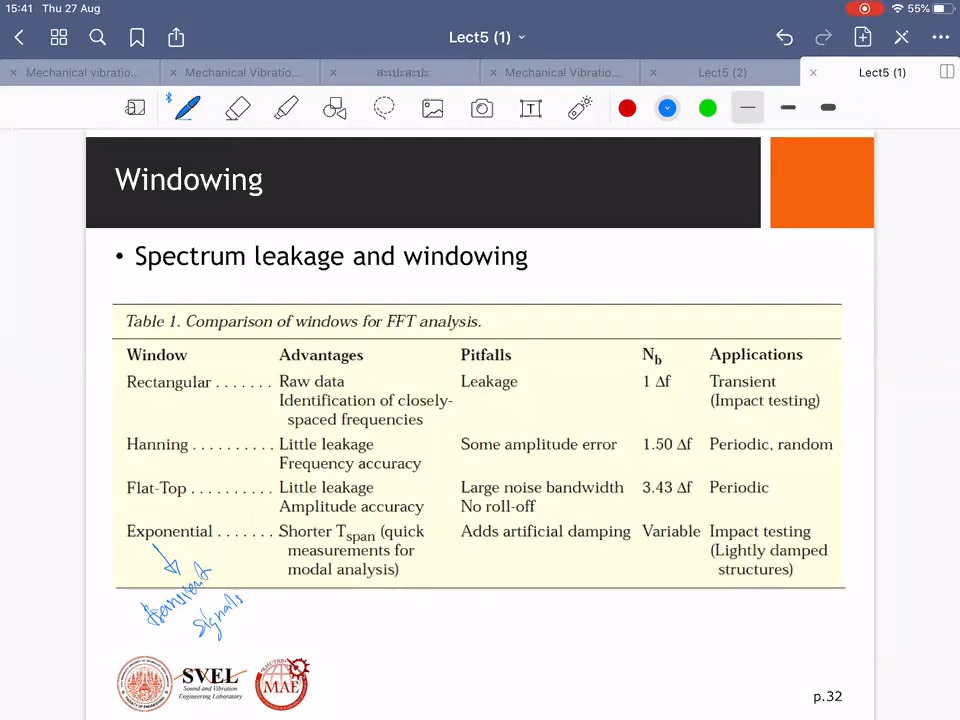 15:41 Thu 27 Aug
55%
Lect5 (1)
Mechanical vibratio...
Mechanical Vibratio...
Mechanical Vibratio...
Lect5 (2)
Lect5 (1)
Windowing
• Spectrum leakage and windowing
Table 1. Comparison of windows for FFT analysis.
Window Advantages Pitfalls Nb Applications
Rectangular . . . . . . . Raw data Leakage 1 Δf Transient
Identification of closely- (Impact testing)
spaced frequencies
Hanning . . . . . . . . . . Little leakage Some amplitude error 1.50 Δf Periodic, random
Frequency accuracy
Flat-Top . . . . . . . . . . Little leakage Large noise bandwidth 3.43 Δf Periodic
Amplitude accuracy No roll-off
Exponential . . . . . . . Shorter Tspan (quick Adds artificial damping Variable Impact testing
measurements for (Lightly damped
modal analysis) structures)
transient
signals
SVEL
Sound and Vibration
Engineering Laboratory
MAE
p.32